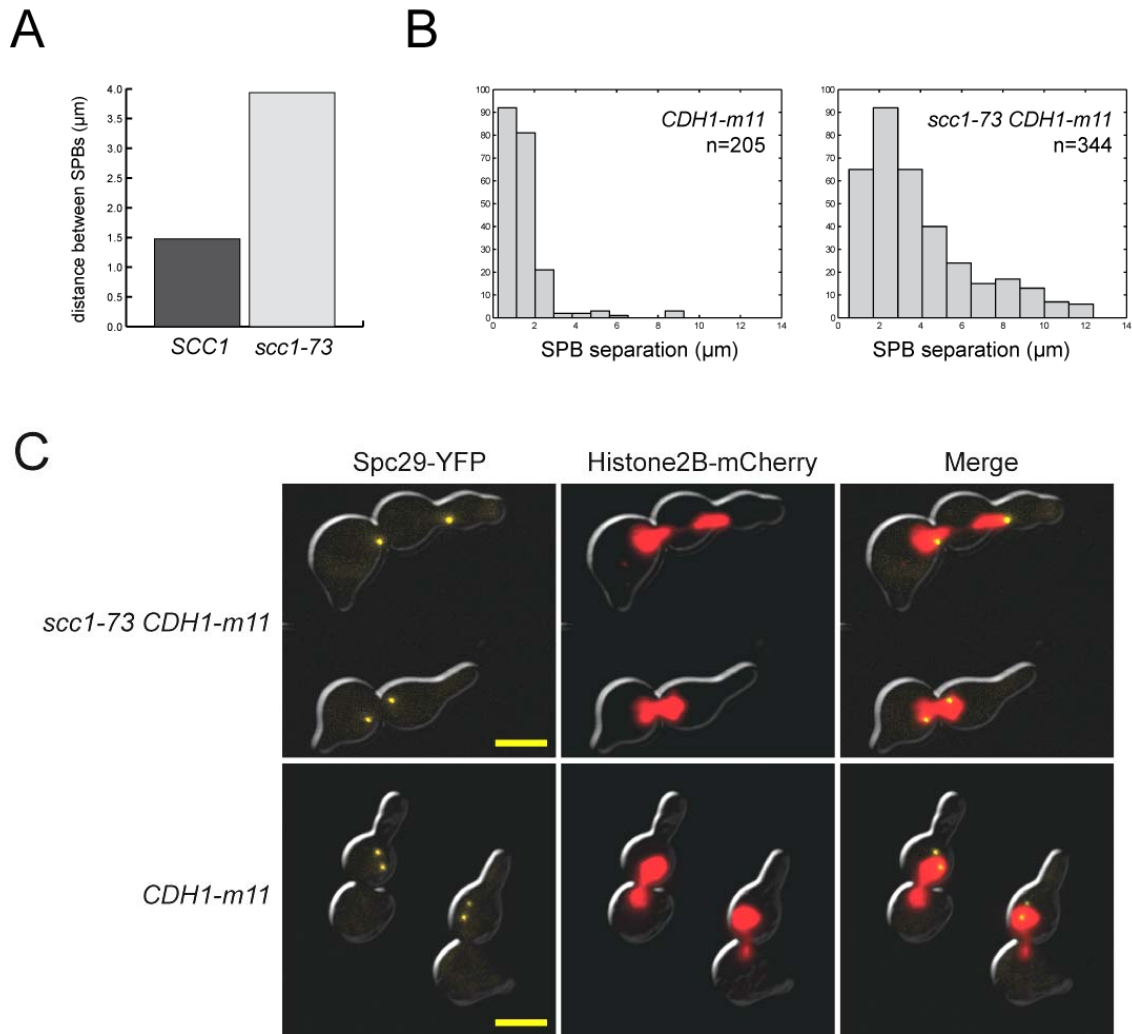 A
distance between SPBs (µm)
4.0
3.5
3.0
2.5
2.0
1.5
1.0
0.5
0.0
SCC1
scc1-73
B
100
90
80
70
60
50
40
30
20
10
0
CDH1-m11
n=205
0 2 4 6 8 10 12 14
SPB separation (µm)
100
90
80
70
60
50
40
30
20
10
0
scc1-73 CDH1-m11
n=344
0 2 4 6 8 10 12 14
SPB separation (µm)
C
Spc29-YFP
Histone2B-mCherry
Merge
scc1-73 CDH1-m11
CDH1-m11